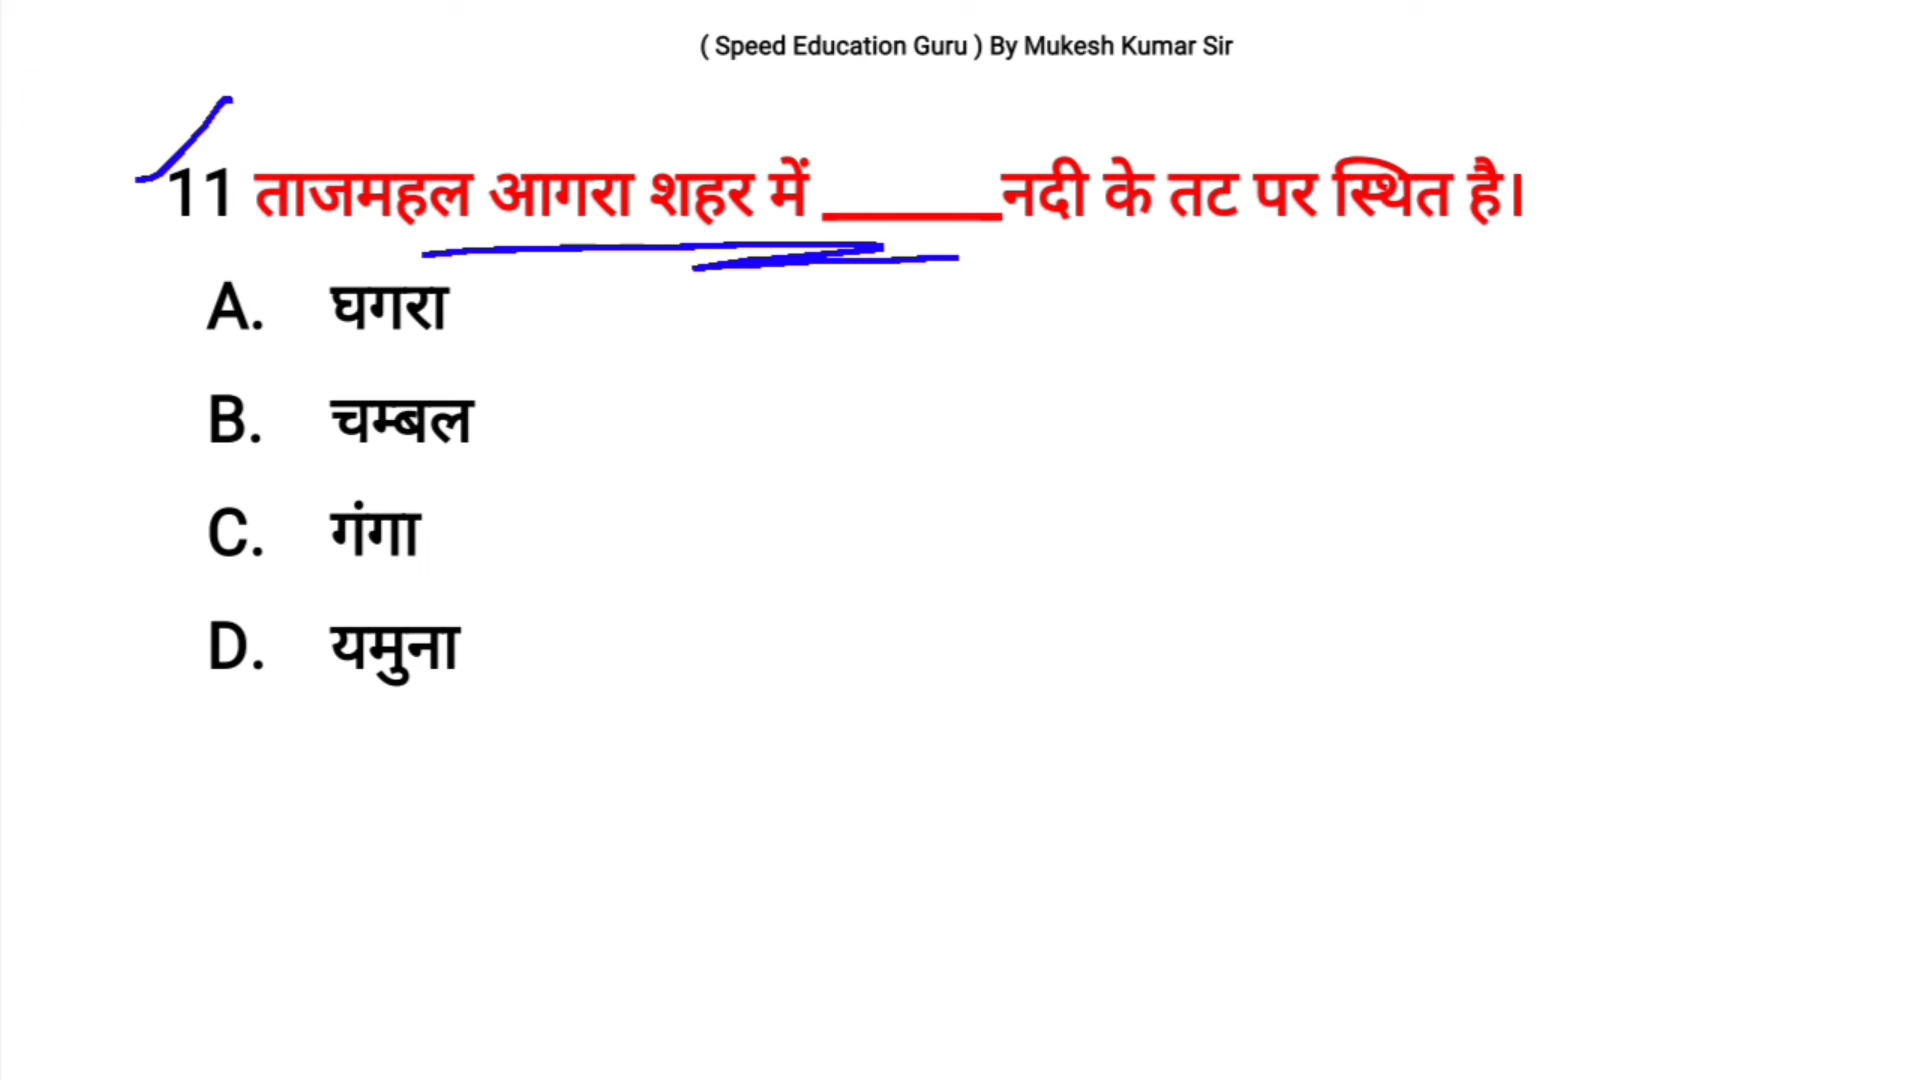 ( Speed Education Guru ) By Mukesh Kumar Sir
11 ताजमहल आगरा शहर में ______नदी के तट पर स्थित है।
A. घगरा
B. चम्बल
C. गंगा
D. यमुना